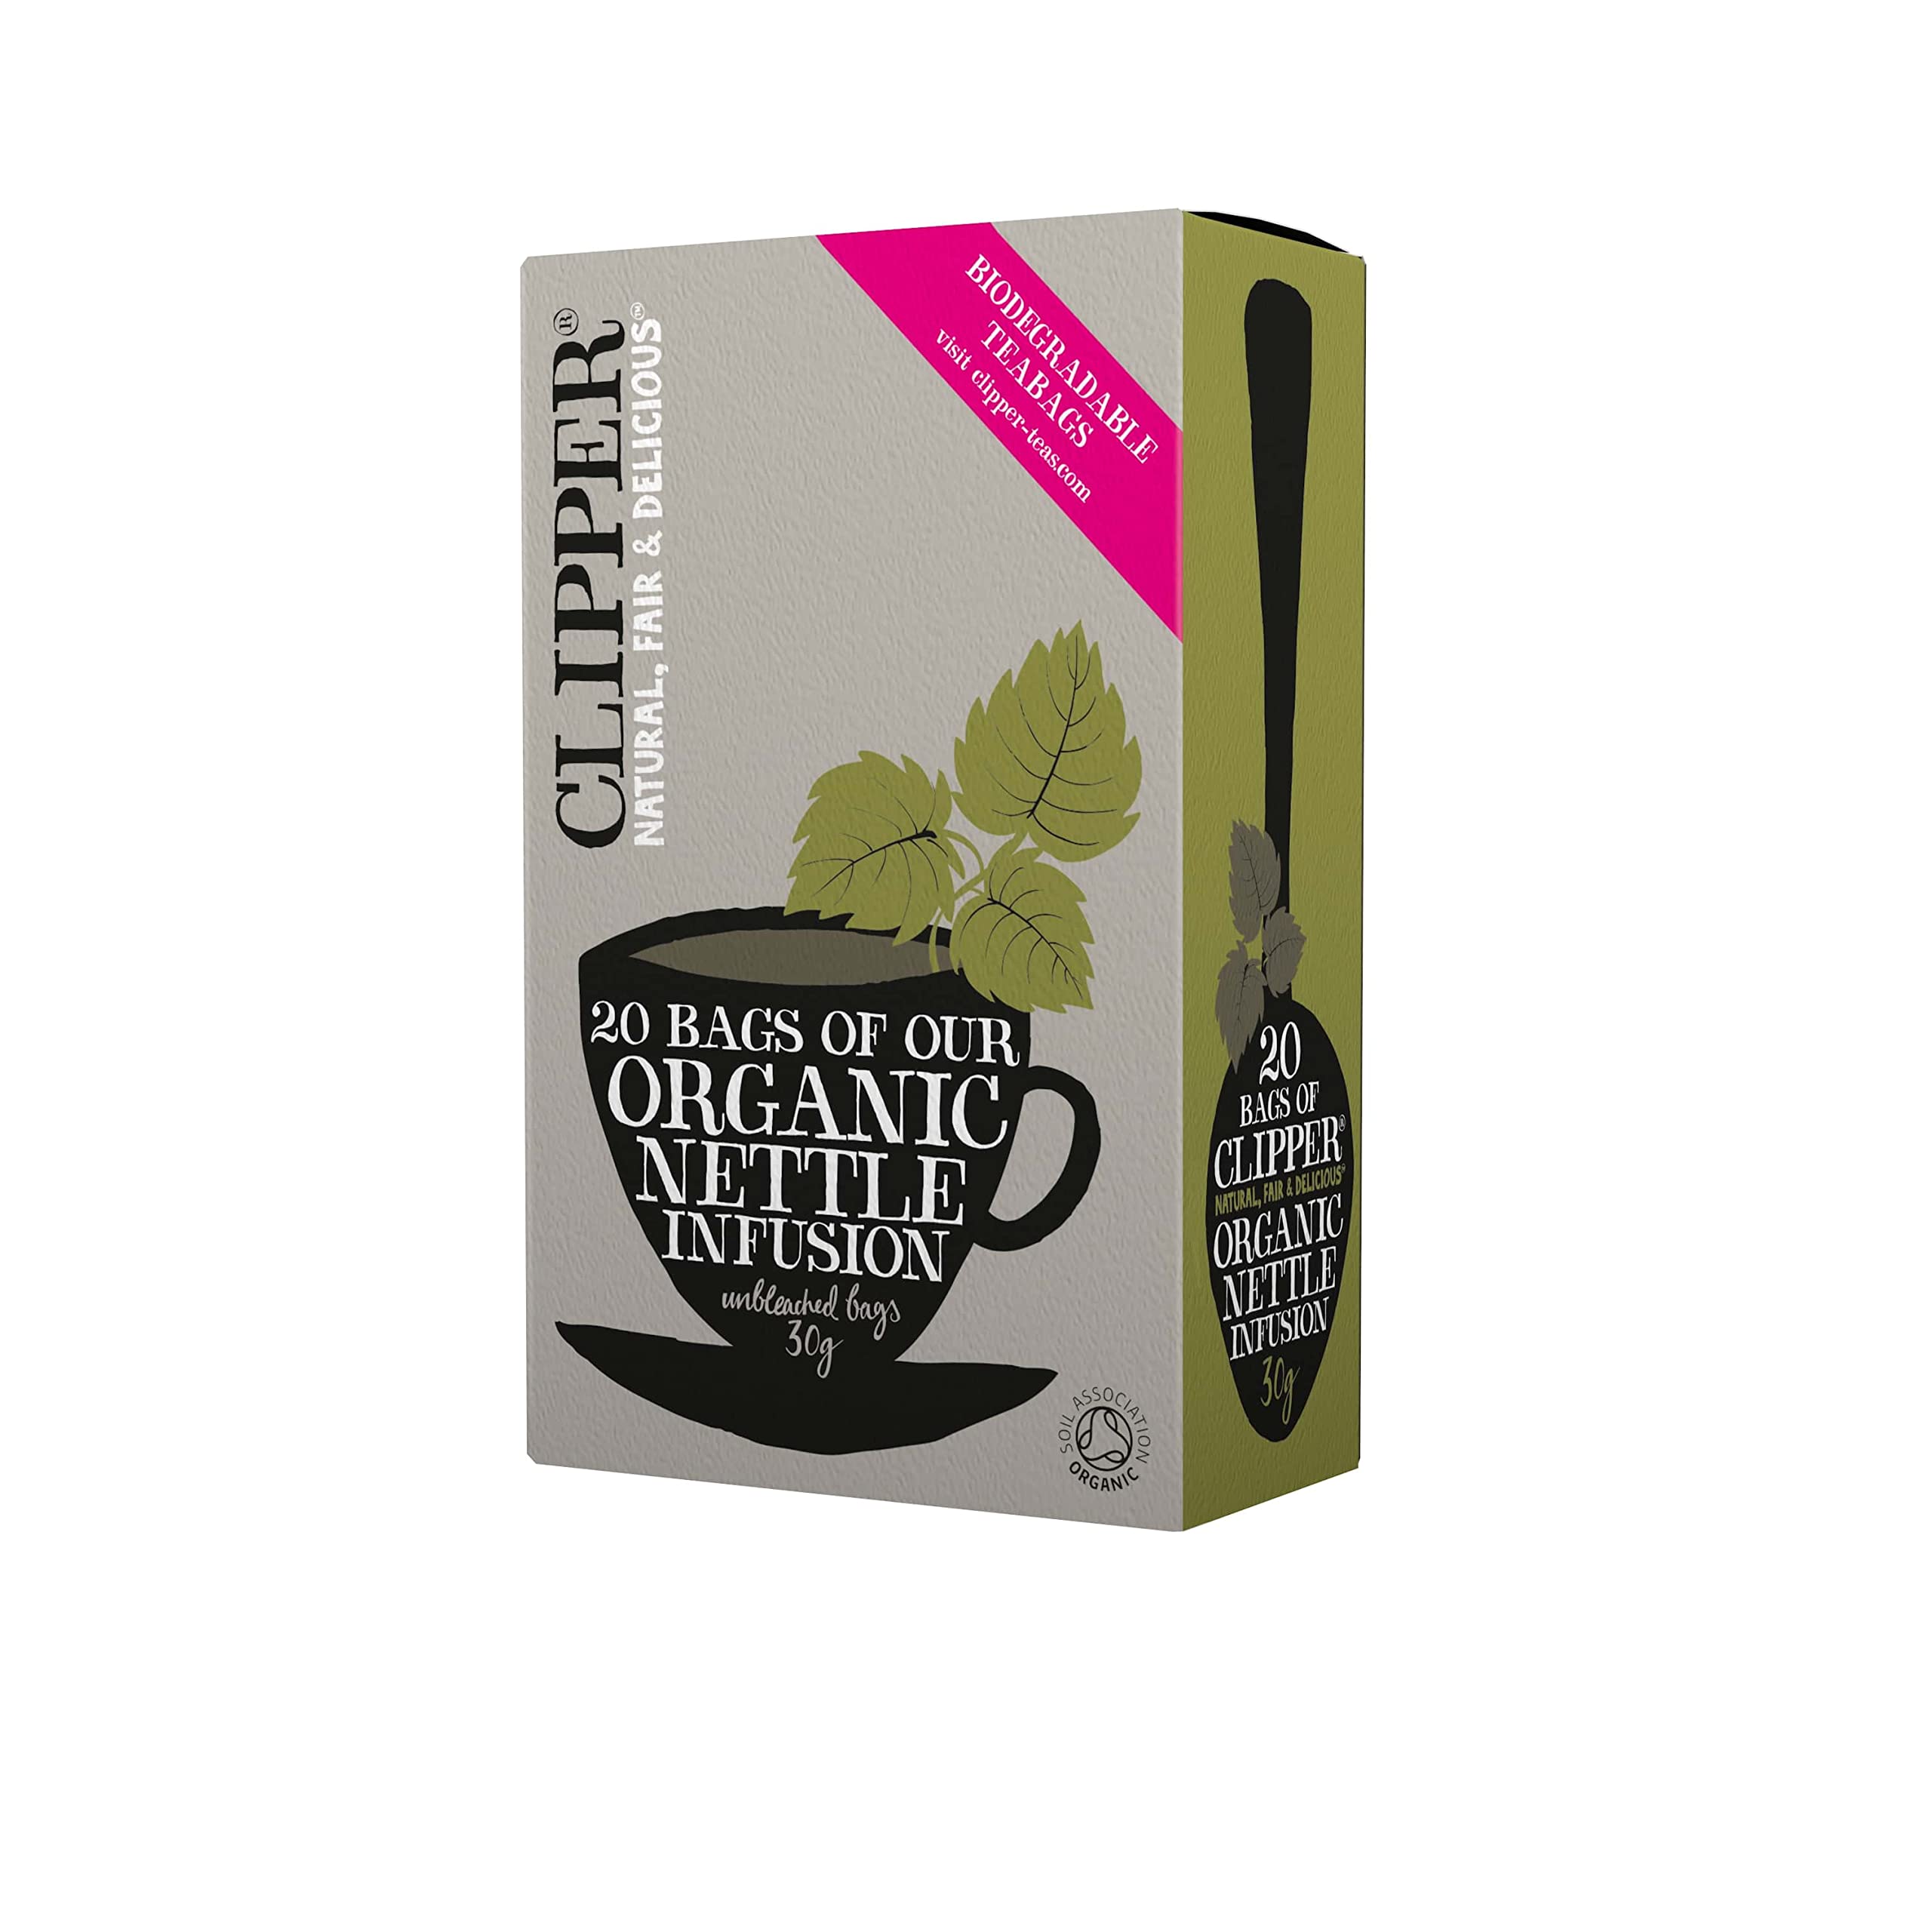 CLIPPER®
NATURAL, FAIR & DELICIOUS™
BIODEGRADABLE
TEABAGS
visit clipper-teas.com
20 BAGS OF OUR
ORGANIC
NETTLE
INFUSION
unbleached bags
30g
SOIL ASSOCIATION
ORGANIC
20
BAGS OF
CLIPPER®
NATURAL, FAIR & DELICIOUS™
ORGANIC
NETTLE
INFUSION
30g